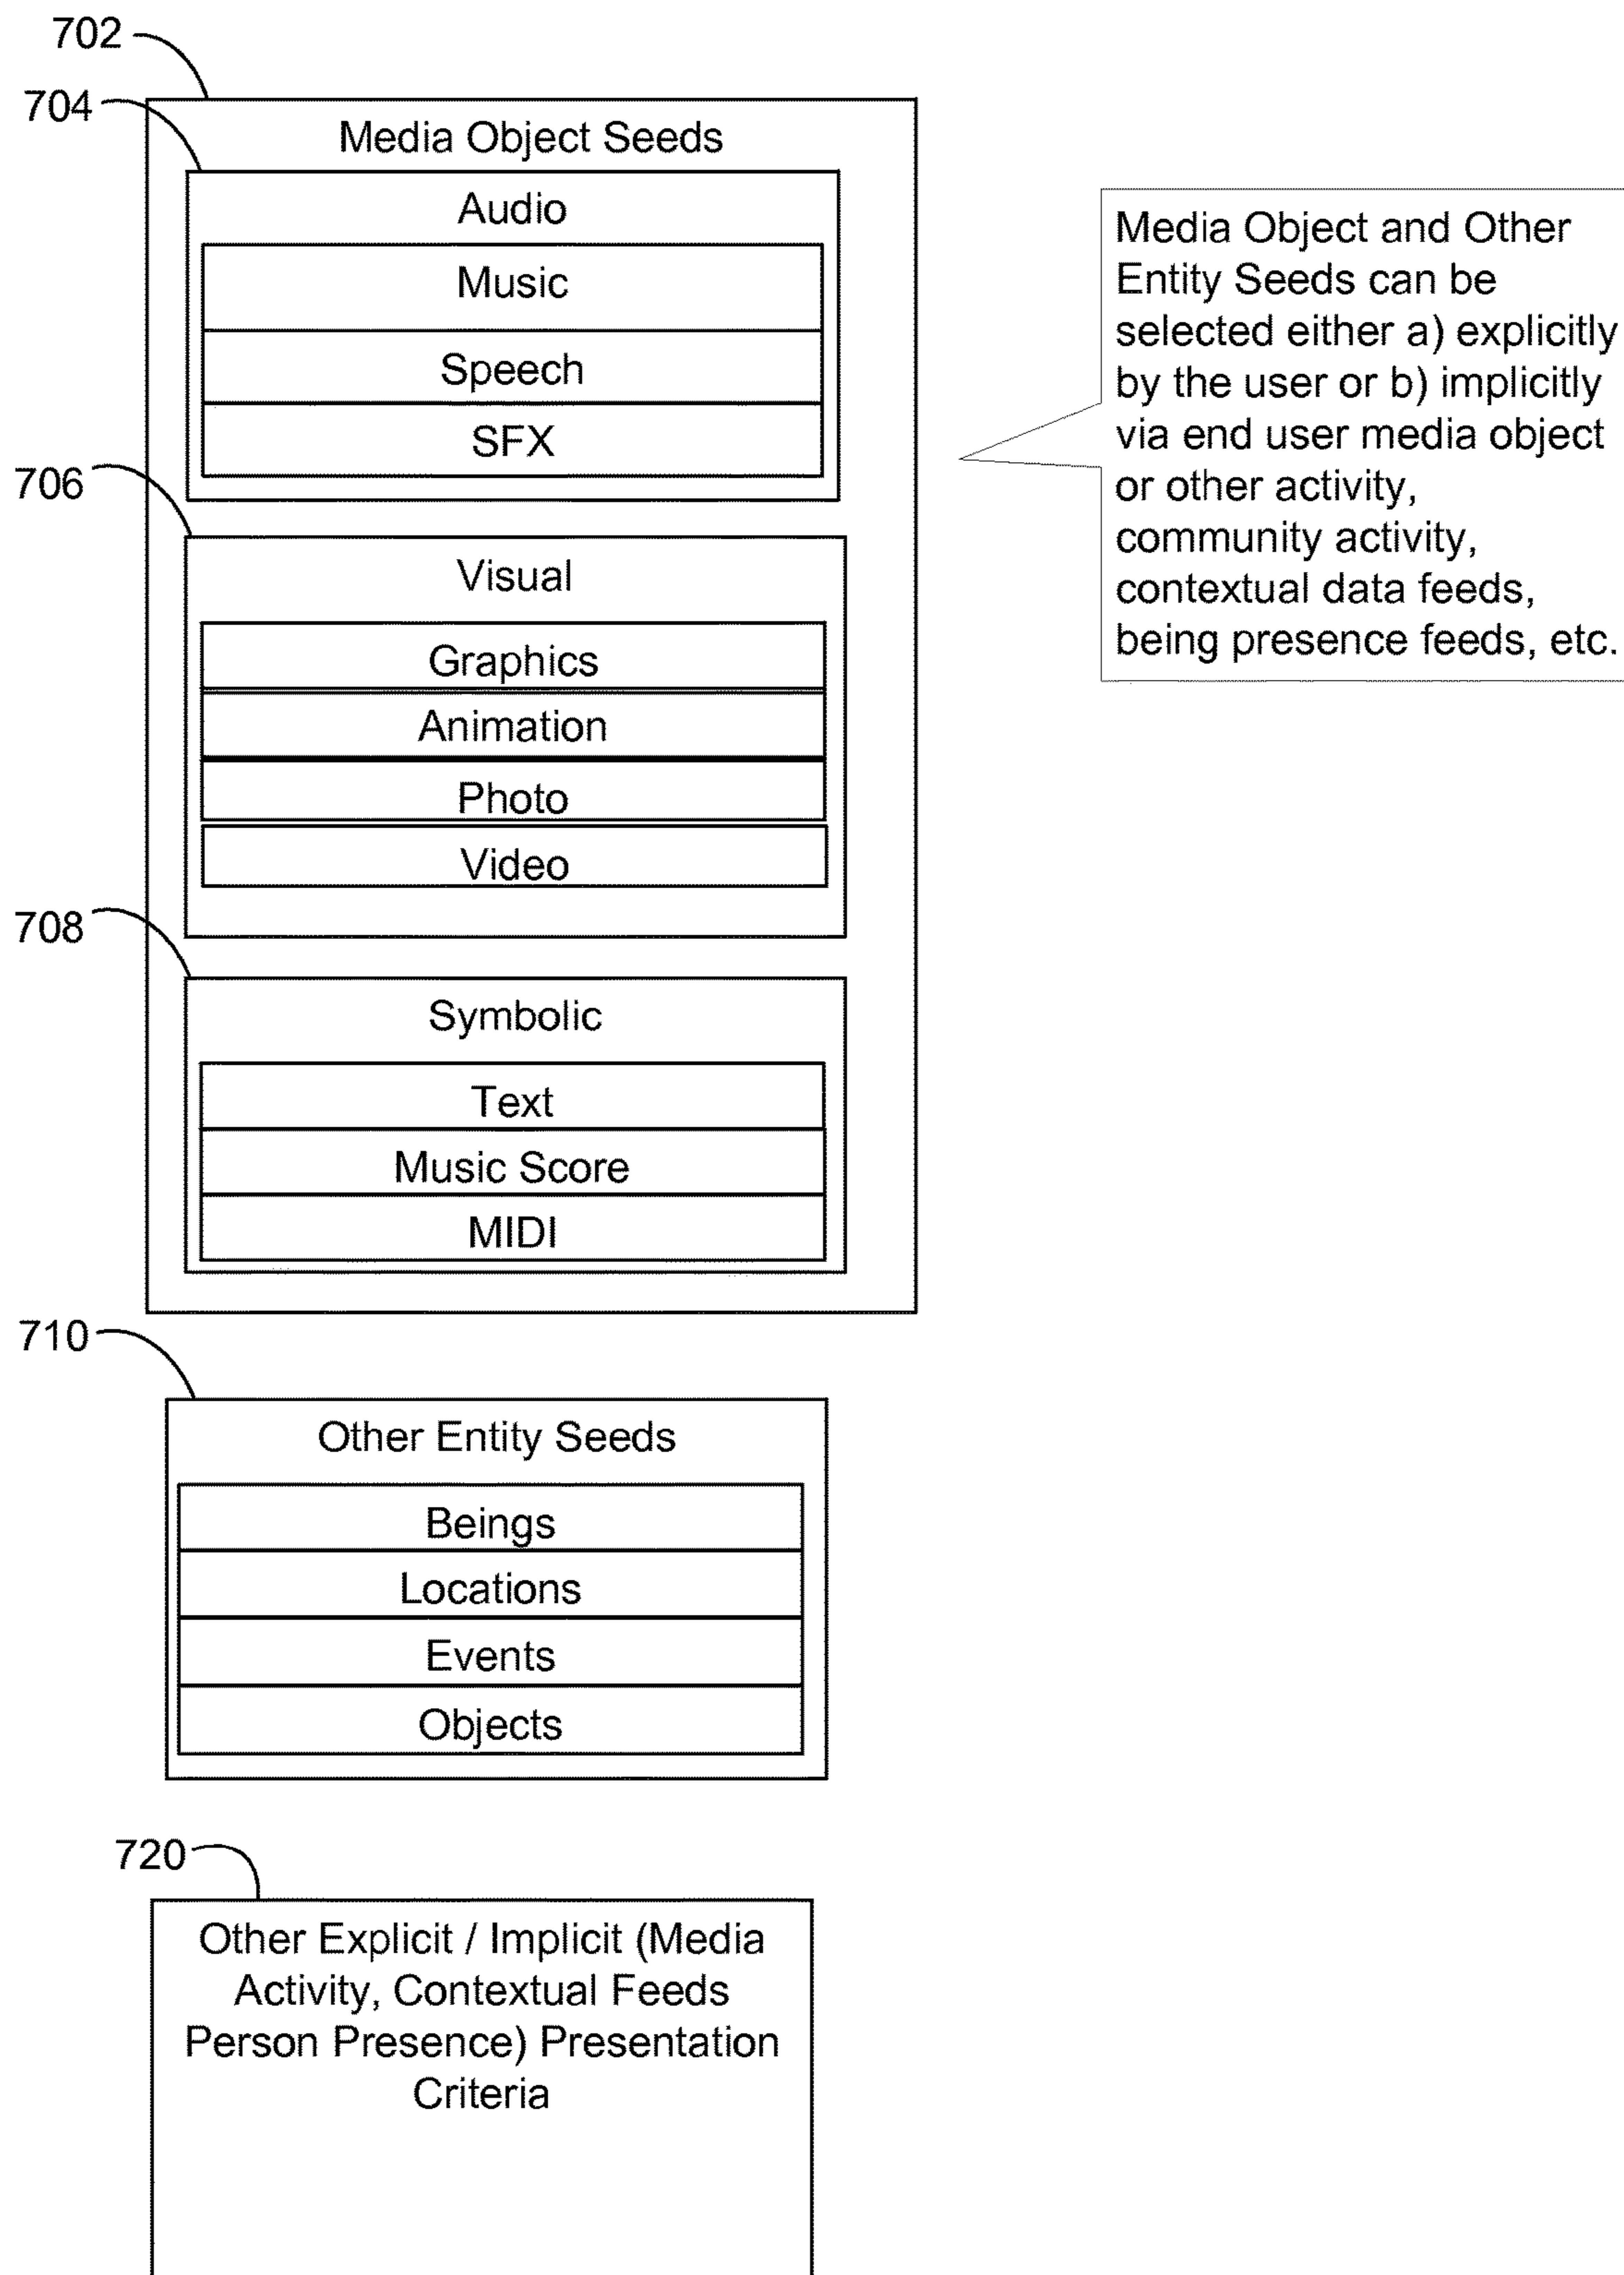 702
704
Media Object Seeds
Audio
Music
Speech
SFX
706
Visual
Graphics
Animation
Photo
Video
708
Symbolic
Text
Music Score
MIDI
Media Object and Other
Entity Seeds can be
selected either a) explicitly
by the user or b) implicitly
via end user media object
or other activity,
community activity,
contextual data feeds,
being presence feeds, etc.
710
Other Entity Seeds
Beings
Locations
Events
Objects
720
Other Explicit / Implicit (Media
Activity, Contextual Feeds
Person Presence) Presentation
Criteria